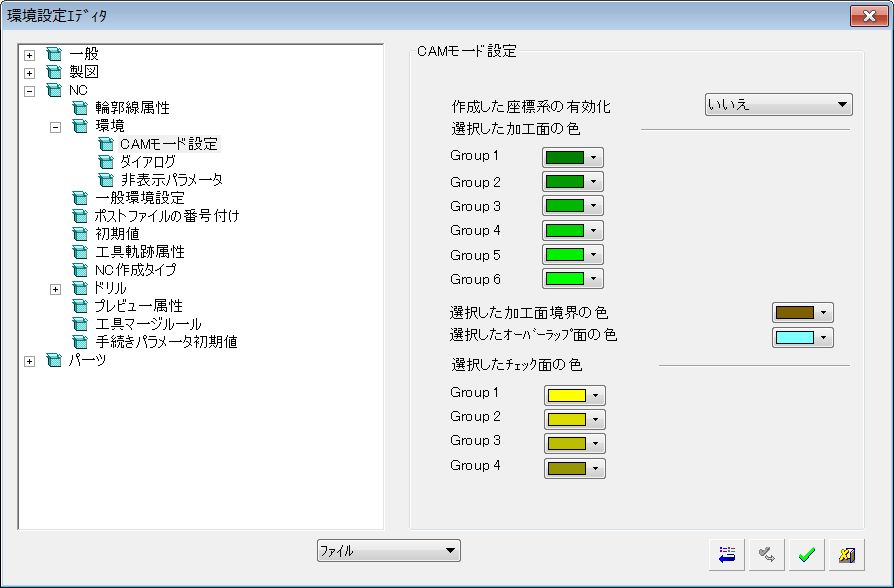 環境設定ｴﾃﾞｨﾀ
一般
製図
NC
輪郭線属性
環境
CAMモード設定
ダイアログ
非表示パラメータ
一般環境設定
ポストファイルの番号付け
初期値
工具軌跡属性
NC作成タイプ
ドリル
プレビュー属性
工具マージルール
手続きパラメータ初期値
パーツ
CAMモード設定
作成した座標系の有効化
いいえ
選択した加工面の色
Group 1
Group 2
Group 3
Group 4
Group 5
Group 6
選択した加工面境界の色
選択したｵｰﾊﾞｰﾗｯﾌﾟ面の色
選択したチェック面の色
Group 1
Group 2
Group 3
Group 4
ファイル